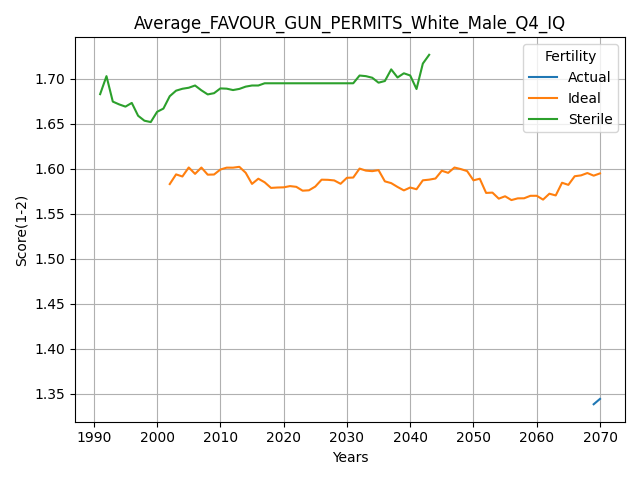 Average_FAVOUR_GUN_PERMITS_White_Male_Q4_IQ
Fertility
Actual
Ideal
Sterile
Score(1-2)
1.70
1.65
1.60
1.55
1.50
1.45
1.40
1.35
1990 2000 2010 2020 2030 2040 2050 2060 2070
Years